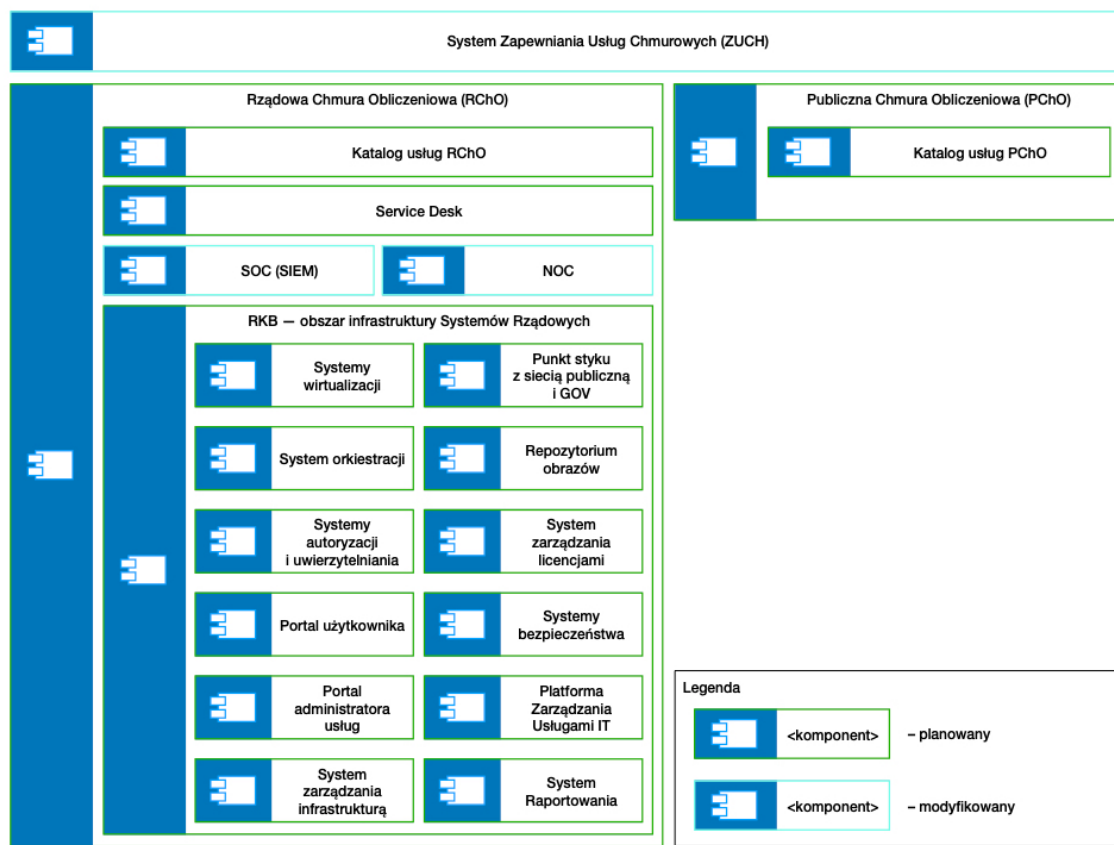 System Zapewniania Usług Chmurowych (ZUCH)
Rządowa Chmura Obliczeniowa (RChO)
Katalog usług RChO
Service Desk
SOC (SIEM)
NOC
RKB — obszar infrastruktury Systemów Rządowych
Systemy
wirtualizacji
Punkt styku
z siecią publiczną
i GOV
System orkiestracji
Repozytorium
obrazów
Systemy
autoryzacji
i uwierzytelniania
System
zarządzania
licencjami
Portal użytkownika
Systemy
bezpieczeństwa
Portal
administratora
usług
Platforma
Zarządzania
Usługami IT
System
zarządzania
infrastrukturą
System
Raportowania
Publiczna Chmura Obliczeniowa (PChO)
Katalog usług PChO
Legenda
<komponent> – planowany
<komponent> – modyfikowany